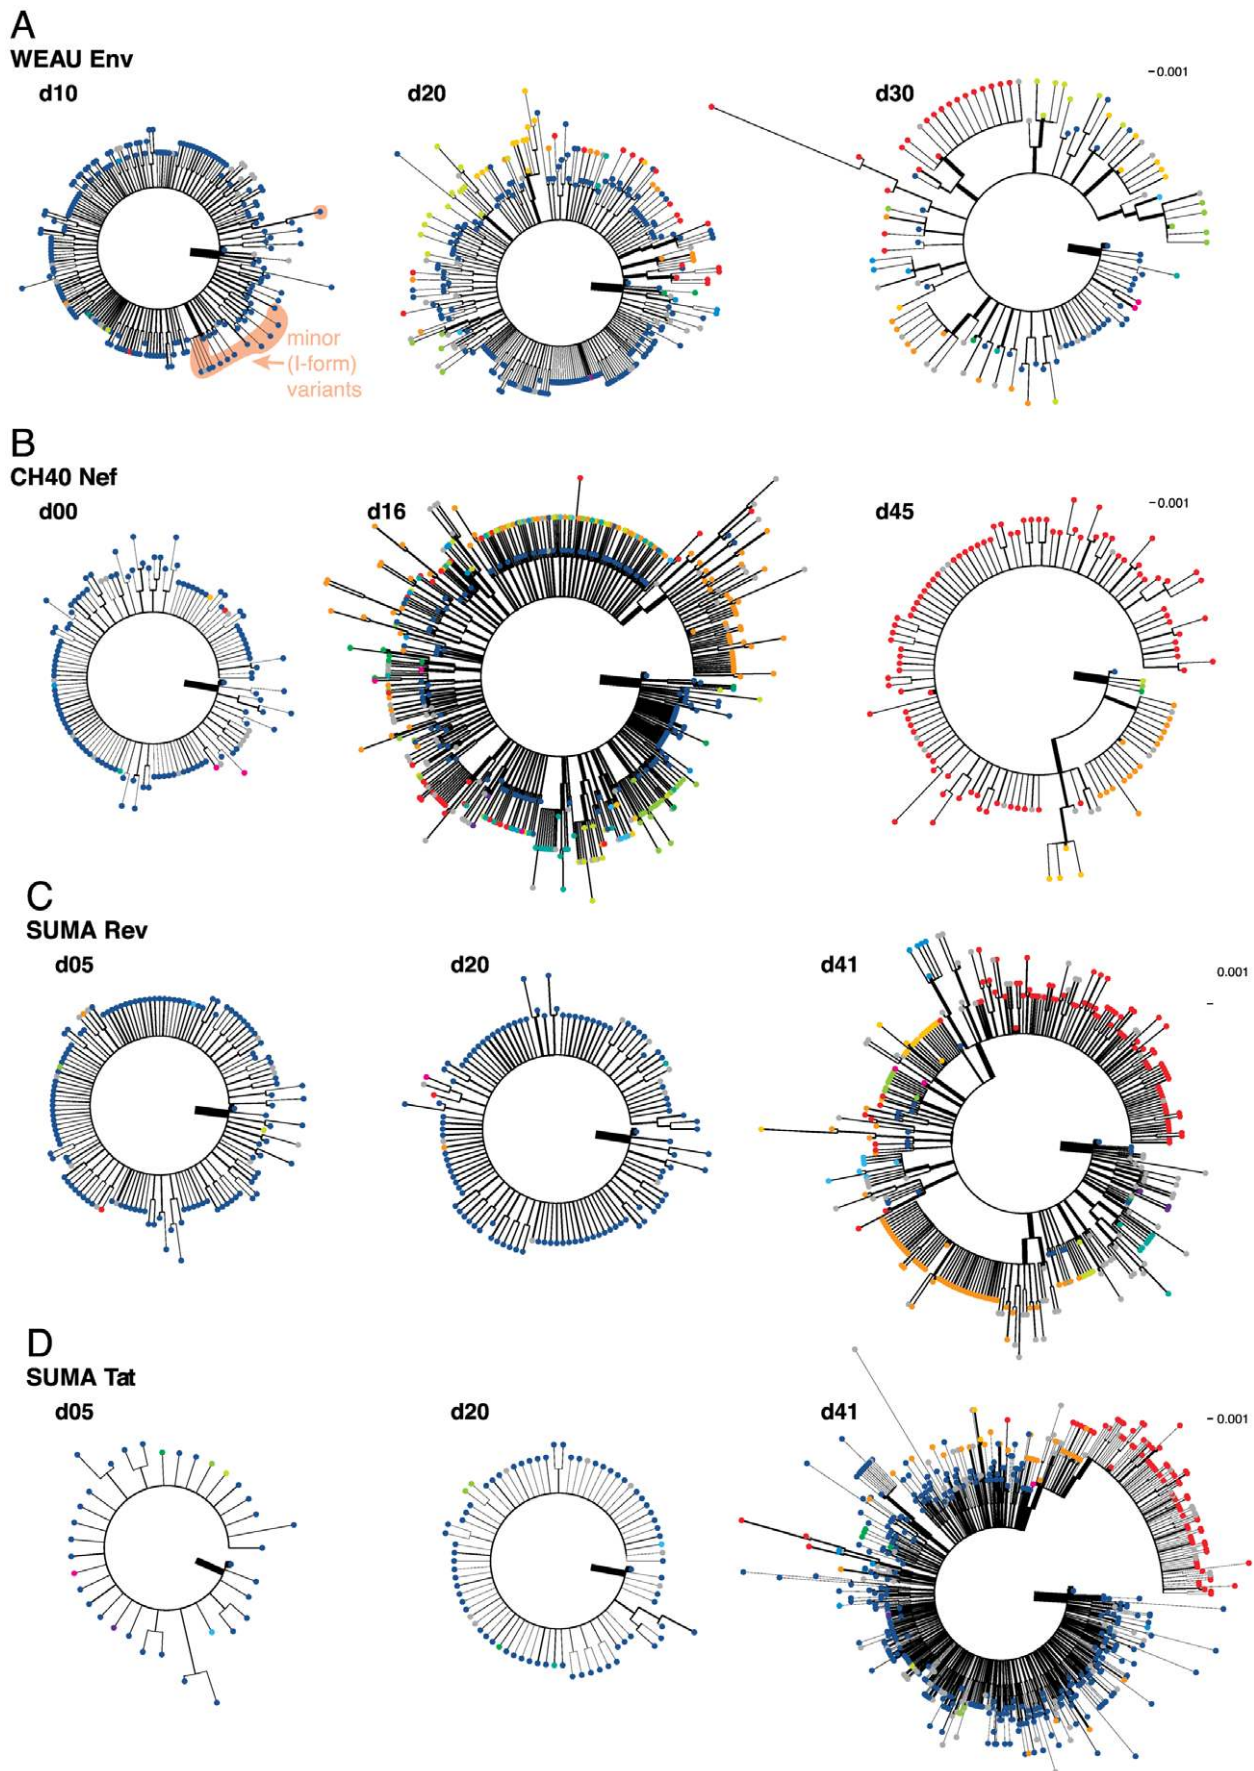 A
WEAU Env
d10
d20
d30
0.001
minor
(I-form)
variants
B
CH40 Nef
d00
d16
d45
0.001
C
SUMA Rev
d05
d20
d41
0.001
D
SUMA Tat
d05
d20
d41
0.001